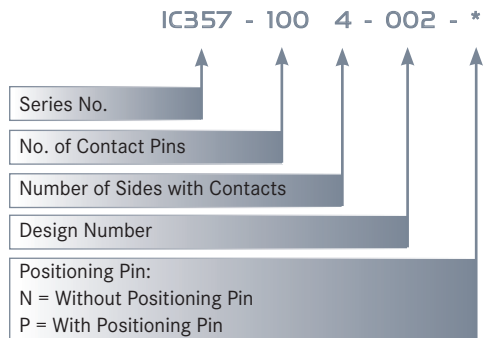 IC357 - 100 4 - 002 - *
Series No.
No. of Contact Pins
Number of Sides with Contacts
Design Number
Positioning Pin:
N = Without Positioning Pin
P = With Positioning Pin